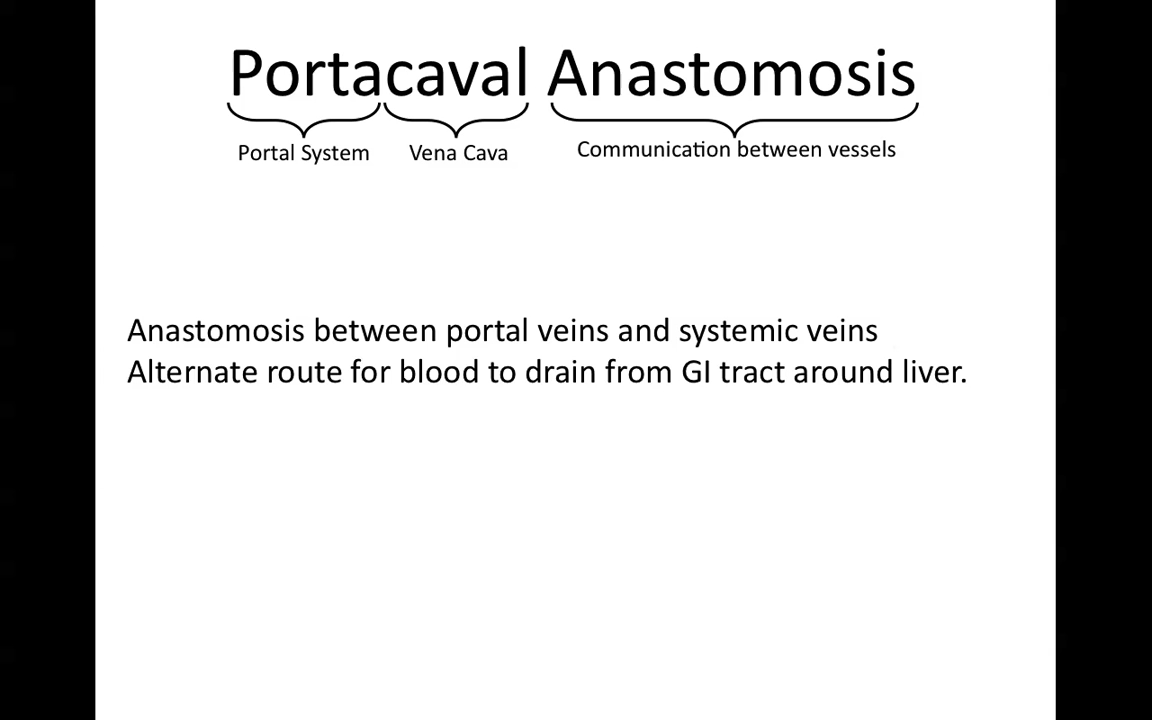 Portacaval Anastomosis
Portal System Vena Cava Communication between vessels
Anastomosis between portal veins and systemic veins
Alternate route for blood to drain from GI tract around liver.